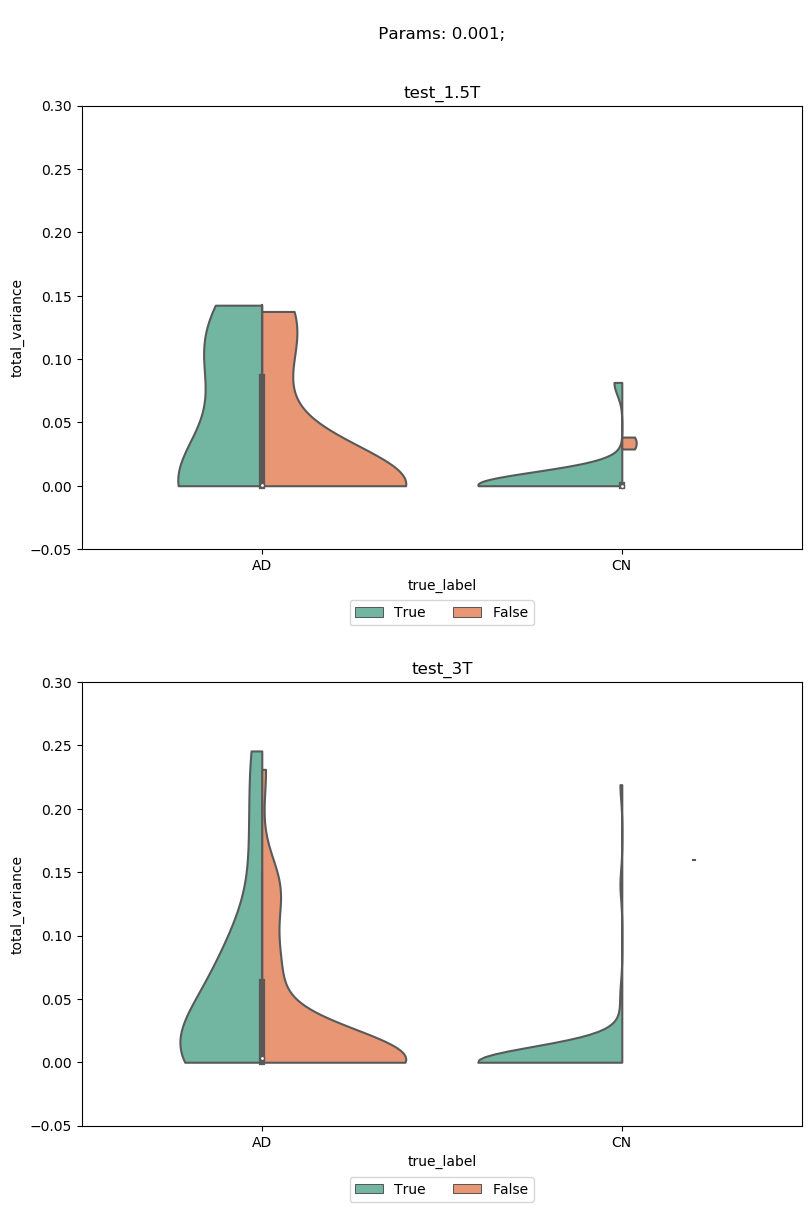 Params: 0.001;
test_1.5T
0.30
0.25
0.20
0.15
0.10
0.05
0.00
−0.05
total_variance
AD CN
true_label
True False
test_3T
0.30
0.25
0.20
0.15
0.10
0.05
0.00
−0.05
total_variance
AD CN
true_label
True False